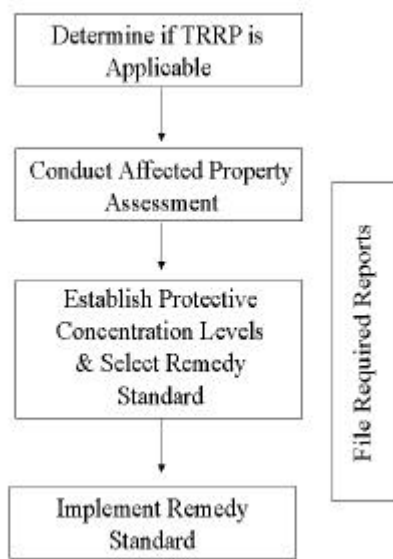 Determine if TRRP is
Applicable
Conduct Affected Property
Assessment
Establish Protective
Concentration Levels
& Select Remedy
Standard
Implement Remedy
Standard
File Required Reports